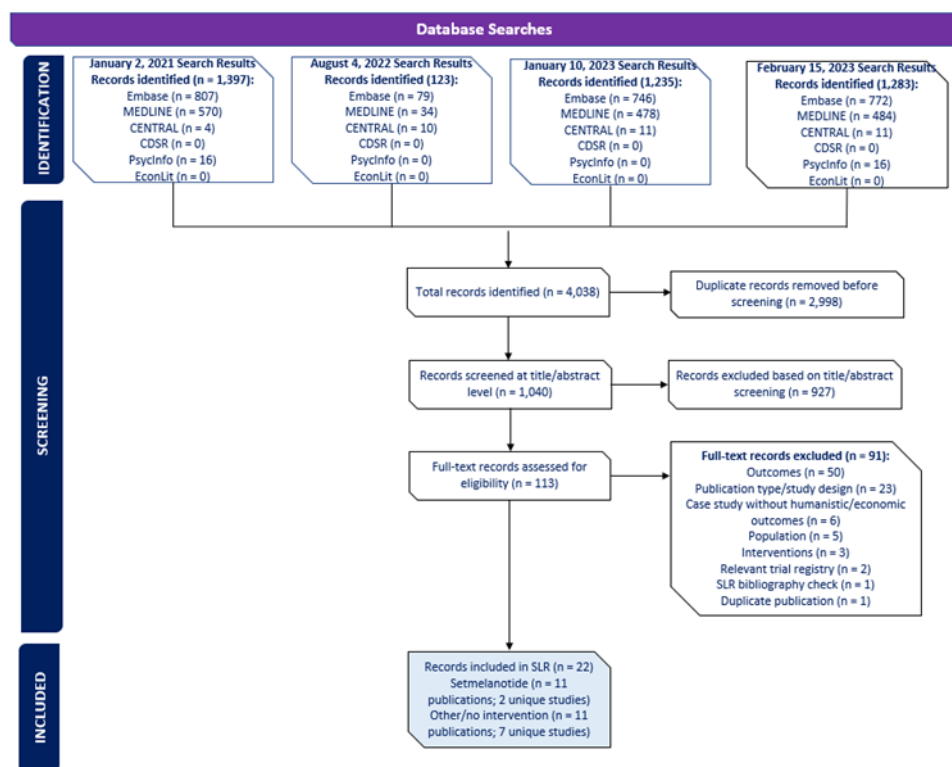 Database Searches
IDENTIFICATION
January 2, 2021 Search Results
Records identified (n = 1,397):
Embase (n = 807)
MEDLINE (n = 570)
CENTRAL (n = 4)
CDSR (n = 0)
PsycInfo (n = 16)
EconLit (n = 0)
August 4, 2022 Search Results
Records identified (123):
Embase (n = 79)
MEDLINE (n = 34)
CENTRAL (n = 10)
CDSR (n = 0)
PsycInfo (n = 0)
EconLit (n = 0)
January 10, 2023 Search Results
Records identified (1,235):
Embase (n = 746)
MEDLINE (n = 478)
CENTRAL (n = 11)
CDSR (n = 0)
PsycInfo (n = 0)
EconLit (n = 0)
February 15, 2023 Search Results
Records identified (1,283):
Embase (n = 772)
MEDLINE (n = 484)
CENTRAL (n = 11)
CDSR (n = 0)
PsycInfo (n = 16)
EconLit (n = 0)
SCREENING
Total records identified (n = 4,038)
Duplicate records removed before
screening (n = 2,998)
Records screened at title/abstract
level (n = 1,040)
Records excluded based on title/abstract
screening (n = 927)
Full-text records assessed for
eligibility (n = 113)
Full-text records excluded (n = 91):
Outcomes (n = 50)
Publication type/study design (n = 23)
Case study without humanistic/economic
outcomes (n = 6)
Population (n = 5)
Interventions (n = 3)
Relevant trial registry (n = 2)
SLR bibliography check (n = 1)
Duplicate publication (n = 1)
INCLUDED
Records included in SLR (n = 22)
Setmelanotide (n = 11
publications; 2 unique studies)
Other/no intervention (n = 11
publications; 7 unique studies)